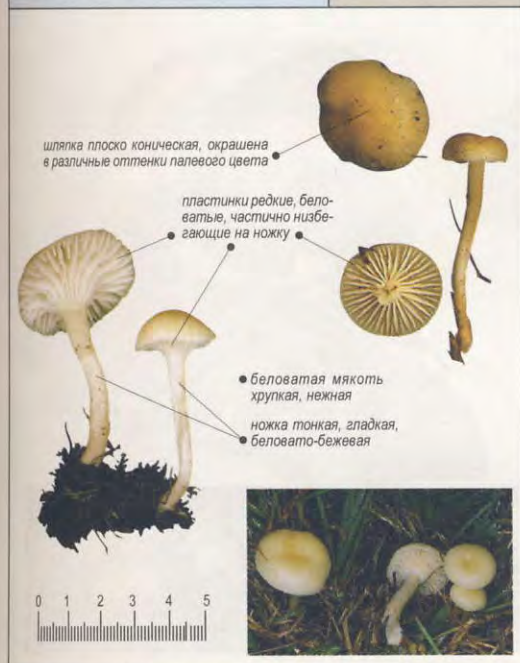 шляпка плоско коническая, окрашена
в различные оттенки палевого цвета
пластинки редкие, бело-
ватые, частично низбе-
гающие на ножку
беловатая мякоть
хрупкая, нежная
ножка тонкая, гладкая,
беловато-бежевая
0 1 2 3 4 5